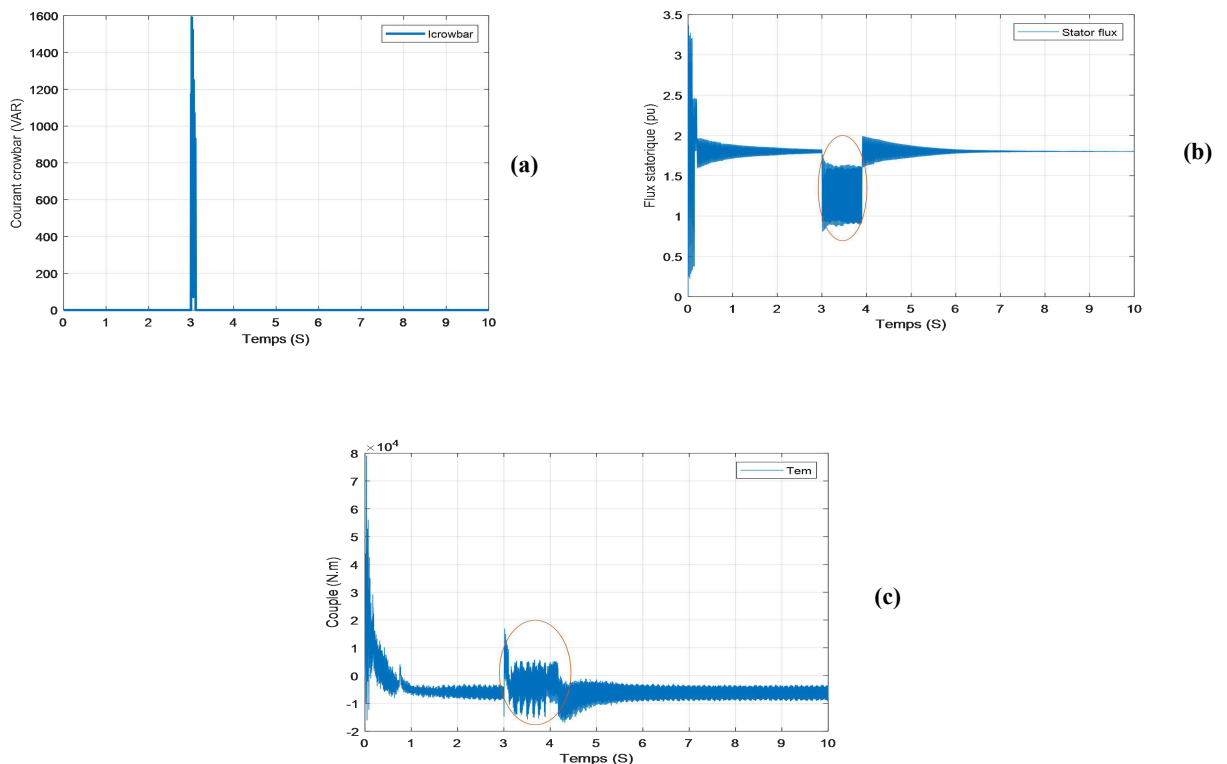 1600
1400
1200
1000
800
600
400
200
0
Courant crowbar (VAR)
Icrowbar
0 1 2 3 4 5 6 7 8 9 10
Temps (S)
(a)
3.5
3
2.5
2
1.5
1
0.5
0
Flux statorique (pu)
Stator flux
1 2 3 4 5 6 7 8 9 10
Temps (S)
(b)
×10^4
8
7
6
5
4
3
2
1
0
-1
-2
Couple (N.m)
Tem
0 1 2 3 4 5 6 7 8 9 10
Temps (S)
(c)